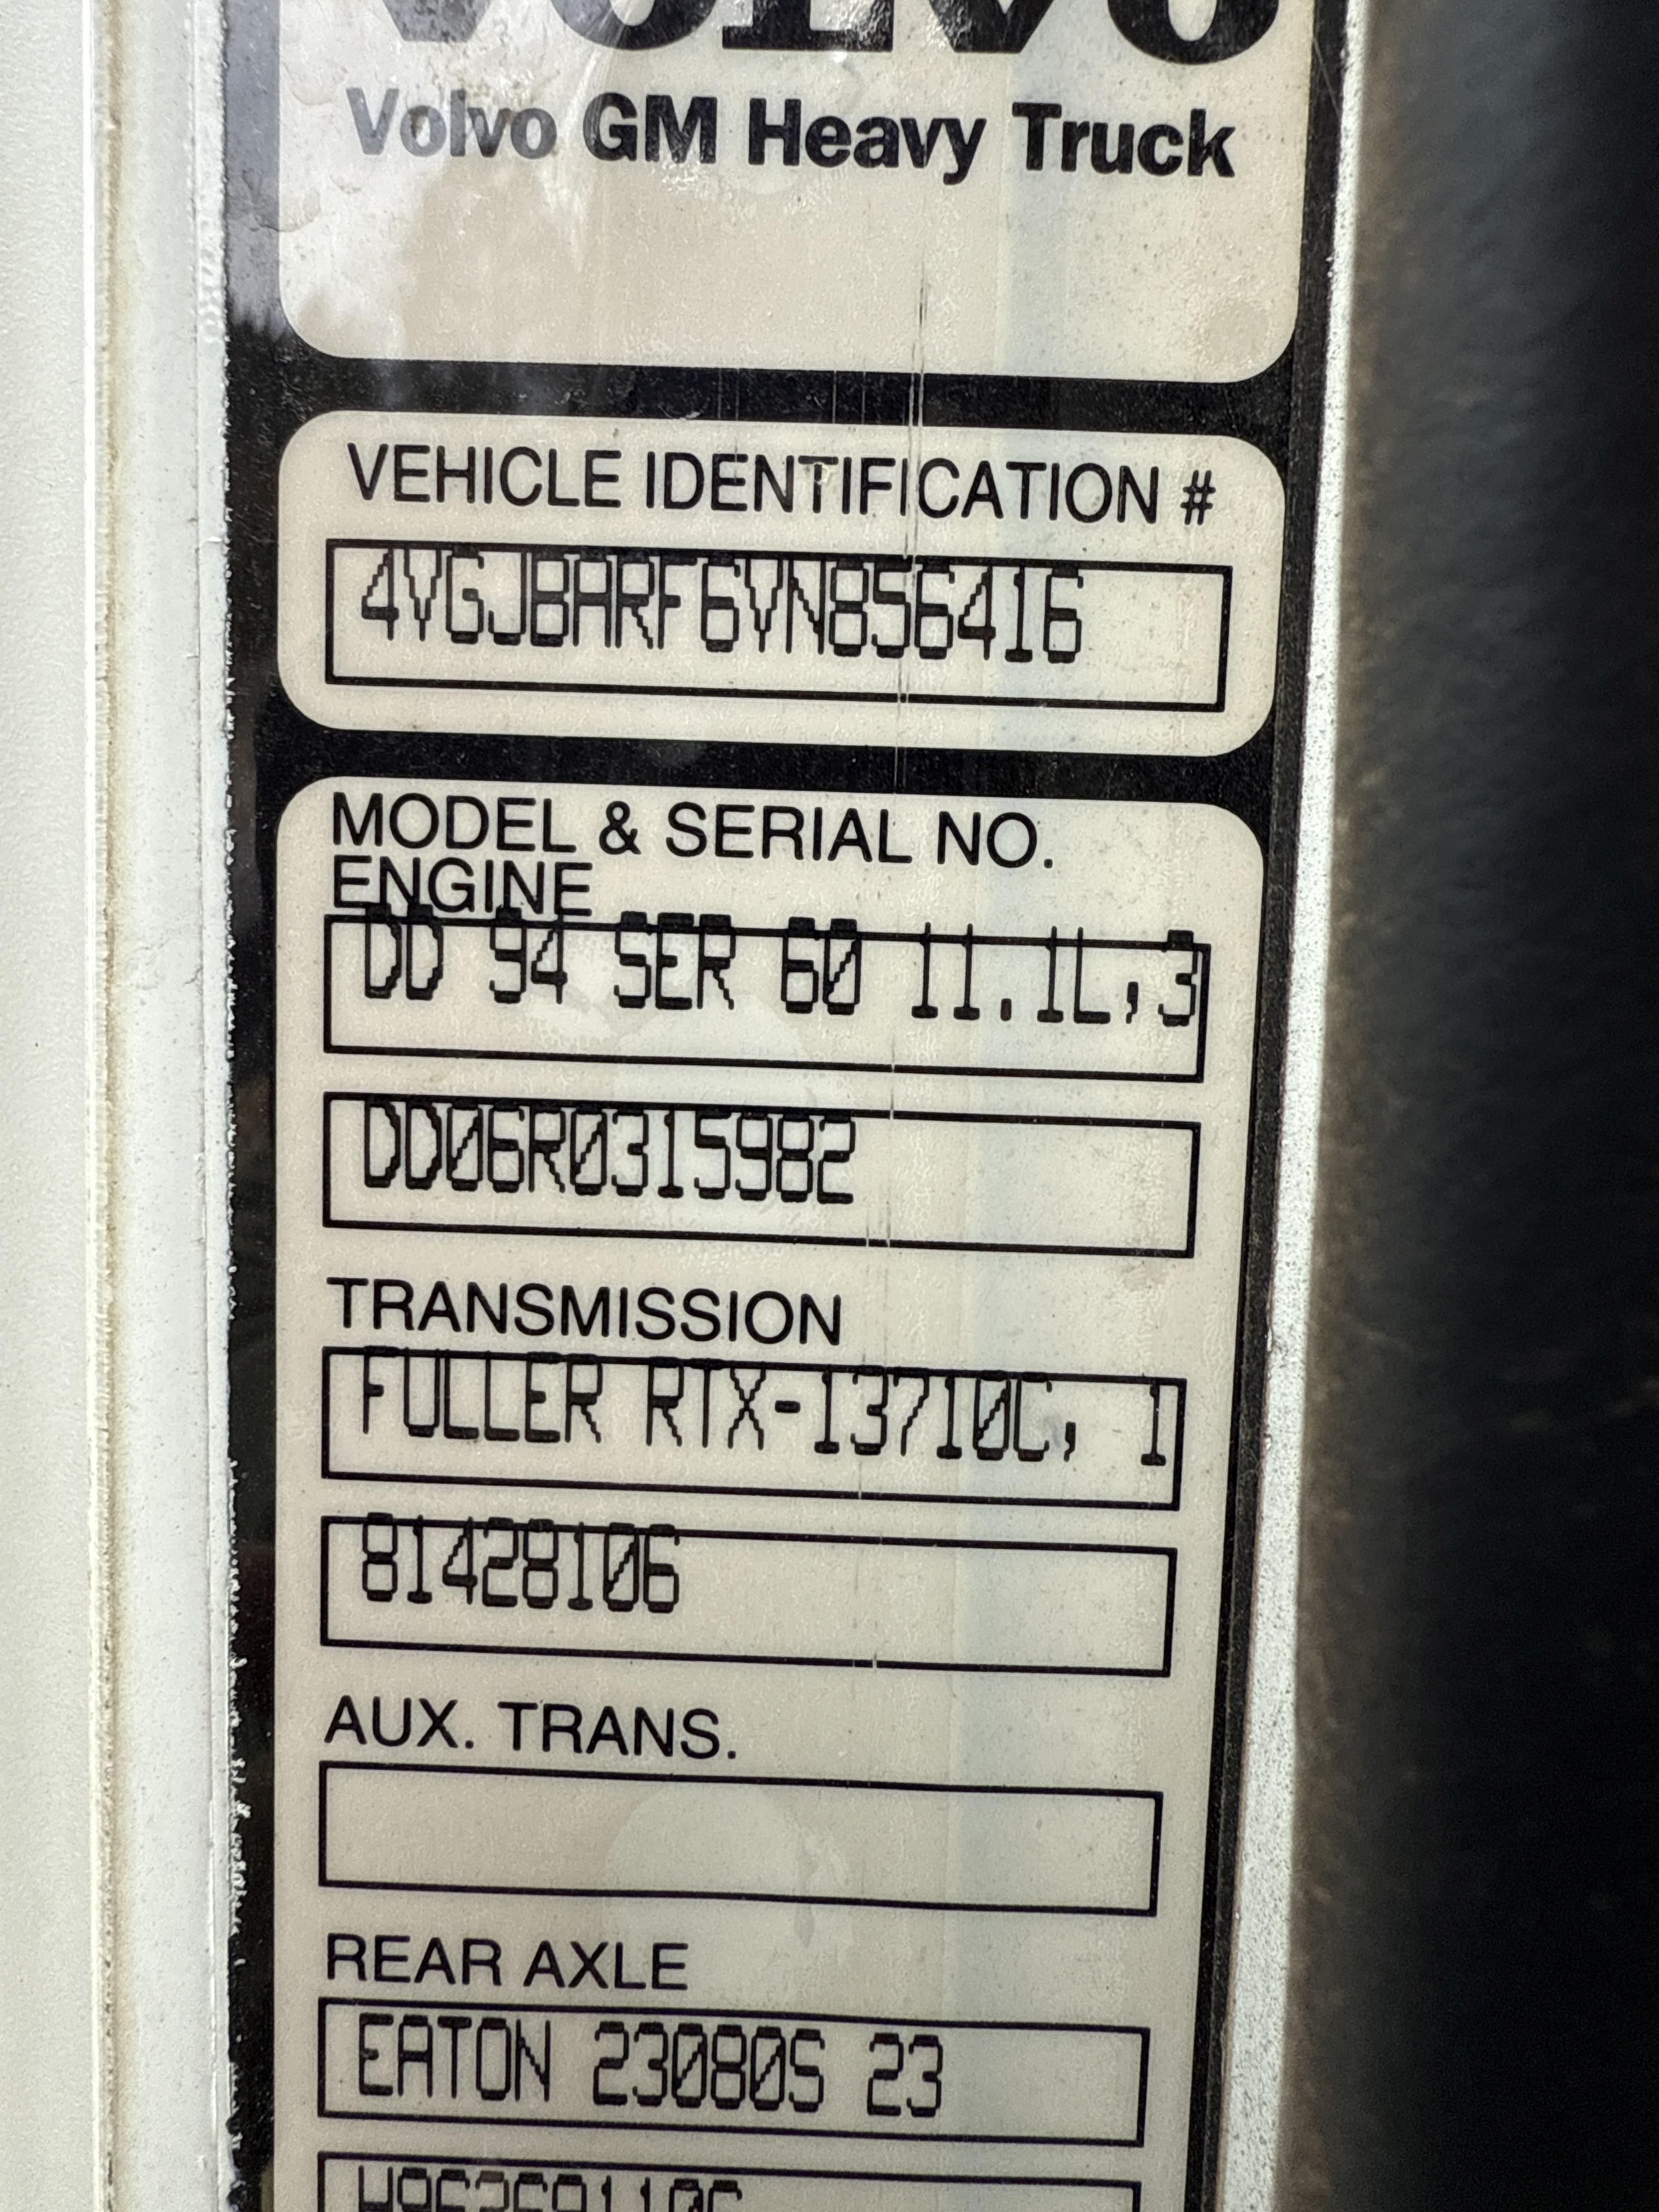 VOLVO
Volvo GM Heavy Truck
VEHICLE IDENTIFICATION #
4VGJBARF6VN856416
MODEL & SERIAL NO.
ENGINE
DD 94 SER 60 11.1L,3
DD06R0315982
TRANSMISSION
FULLER RTX-13710C, 1
81428106
AUX. TRANS.
REAR AXLE
EATON 23080S 23